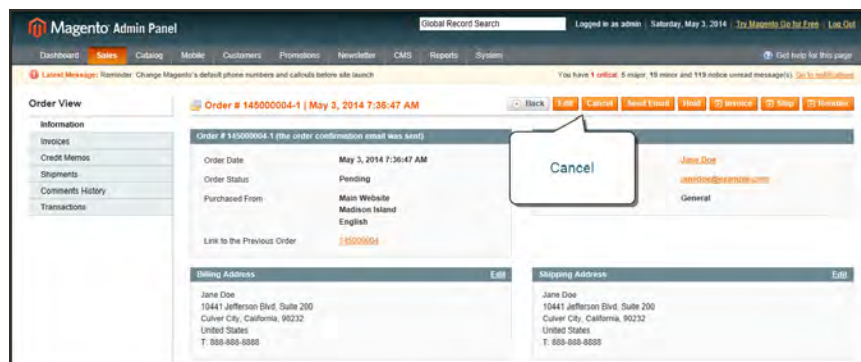 Magento Admin Panel
Global Record Search
Logged in as admin | Saturday, May 3, 2014 | Try Magento Go for Free | Log Out
Dashboard Sales Catalog Mobile Customers Promotions Newsletter CMS Reports System
Get help for this page
Latest Message: Reminder: Change Magento's default phone numbers and callouts before site launch
You have 1 critical, 5 major, 19 minor and 119 notice unread message(s). Go to notifications
Order View
Order # 145000004-1 | May 3, 2014 7:36:47 AM
Back Edit Cancel Send Email Hold Invoice Ship Reorder
Information
Invoices
Credit Memos
Shipments
Comments History
Transactions
Order # 145000004-1 (the order confirmation email was sent)
Order Date May 3, 2014 7:36:47 AM
Order Status Pending
Purchased From Main Website
Madison Island
English
Link to the Previous Order 145000004
Cancel
Jane Doe
janedoe@example.com
General
Billing Address Edit
Jane Doe
10441 Jefferson Blvd, Suite 200
Culver City, California, 90232
United States
T: 888-888-8888
Shipping Address Edit
Jane Doe
10441 Jefferson Blvd, Suite 200
Culver City, California, 90232
United States
T: 888-888-8888